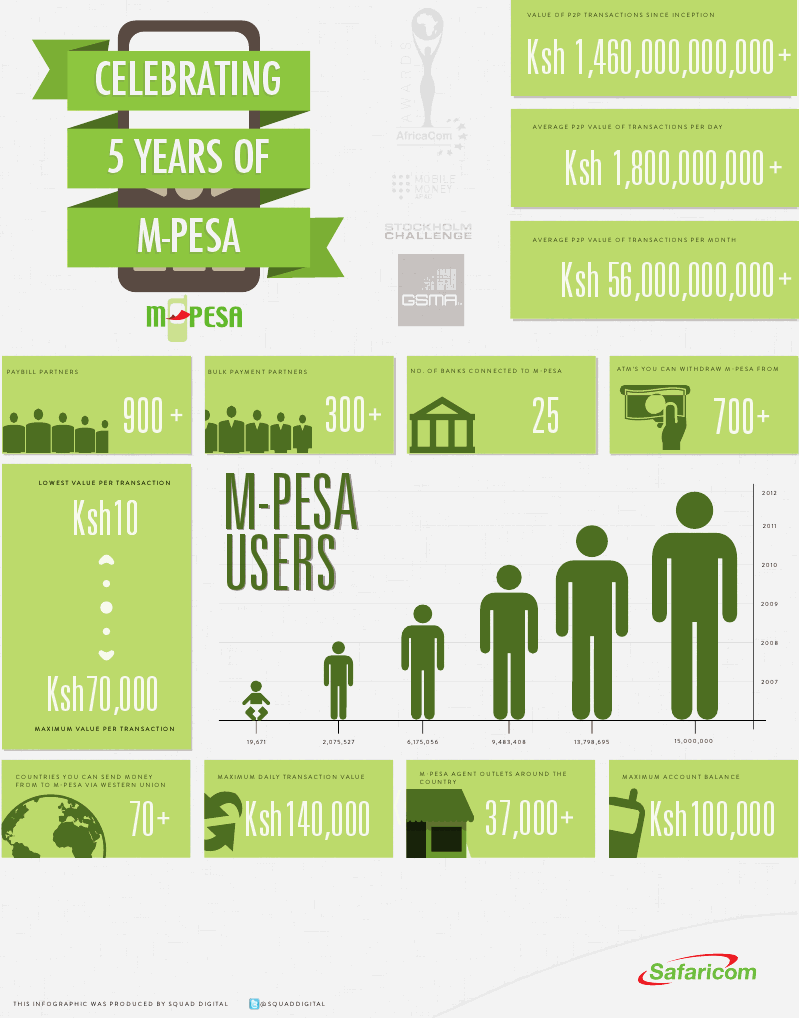 CELEBRATING
5 YEARS OF
M-PESA
M PESA
AWARDS
AfricaCom
MOBILE
MONEY
STOCKHOLM
CHALLENGE
GSMA
VALUE OF P2P TRANSACTIONS SINCE INCEPTION
Ksh 1,460,000,000,000+
AVERAGE P2P VALUE OF TRANSACTIONS PER DAY
Ksh 1,800,000,000+
AVERAGE P2P VALUE OF TRANSACTIONS PER MONTH
Ksh 56,000,000,000+
PAYBILL PARTNERS
900 +
BULK PAYMENT PARTNERS
300+
NO. OF BANKS CONNECTED TO M-PESA
25
ATM'S YOU CAN WITHDRAW M-PESA FROM
700+
LOWEST VALUE PER TRANSACTION
Ksh10
Ksh70,000
MAXIMUM VALUE PER TRANSACTION
M-PESA
USERS
2012
2011
2010
2009
2008
2007
19,671
2,075,527
6,175,056
9,483,408
13,798,695
15,000,000
COUNTRIES YOU CAN SEND MONEY
FROM TO M-PESA VIA WESTERN UNION
70+
MAXIMUM DAILY TRANSACTION VALUE
Ksh140,000
M-PESA AGENT OUTLETS AROUND THE
COUNTRY
37,000+
MAXIMUM ACCOUNT BALANCE
Ksh100,000
Safaricom
THIS INFOGRAPHIC WAS PRODUCED BY SQUAD DIGITAL
@SQUADDIGITAL